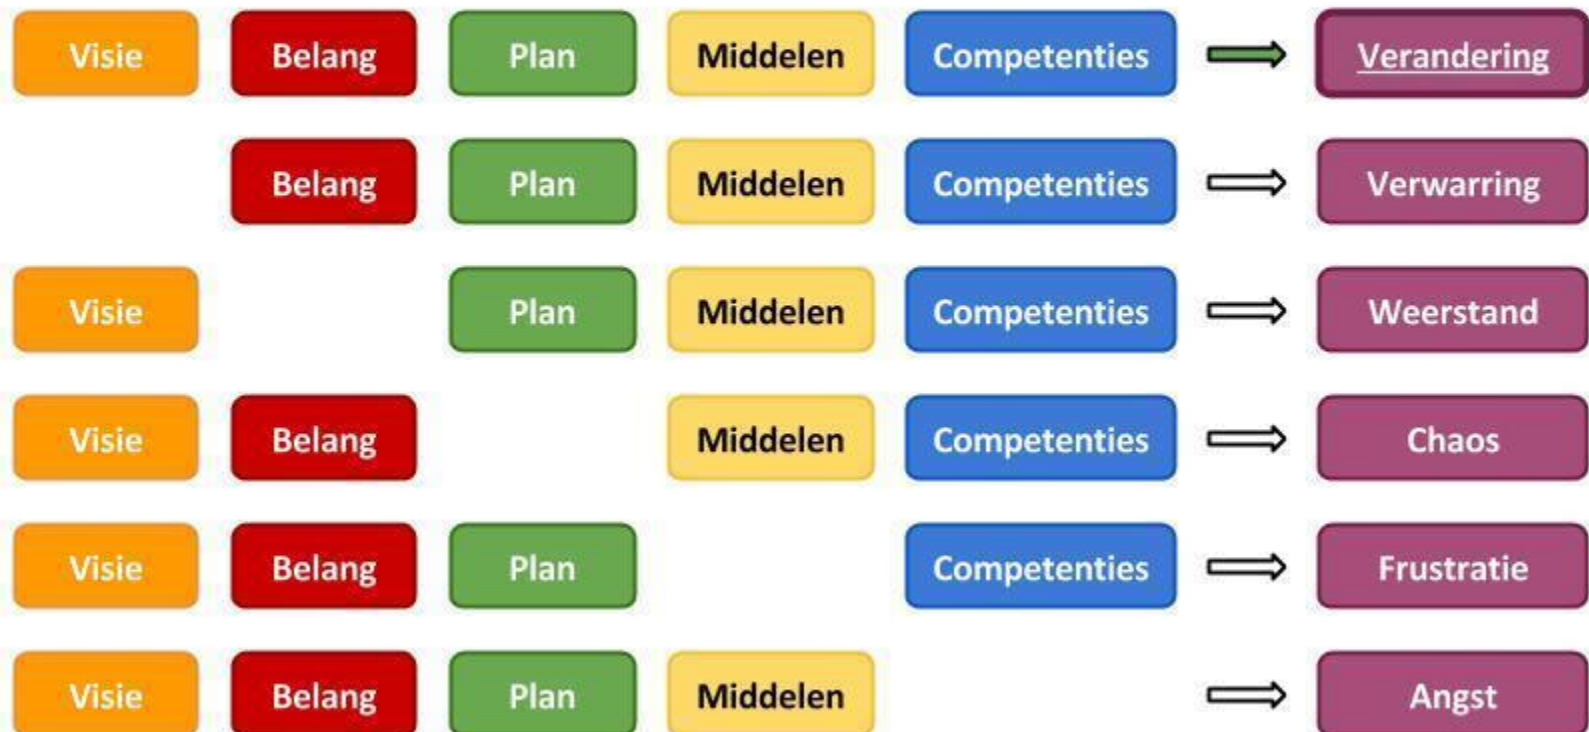 Visie Belang Plan Middelen Competenties Verandering
Belang Plan Middelen Competenties Verwarring
Visie Plan Middelen Competenties Weerstand
Visie Belang Middelen Competenties Chaos
Visie Belang Plan Competenties Frustratie
Visie Belang Plan Middelen Angst